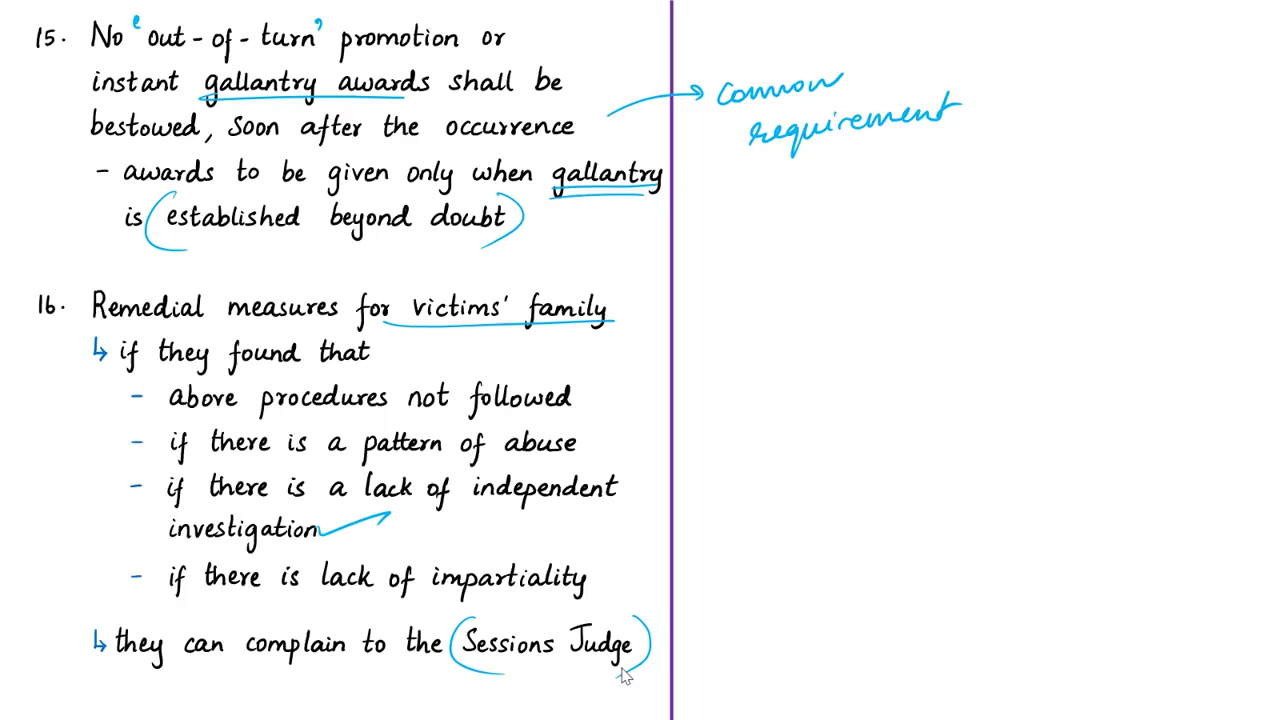 15. No 'out-of-turn' promotion or
instant gallantry awards shall be
bestowed, soon after the occurrence
- awards to be given only when gallantry
is (established beyond doubt)
common
requirement
16. Remedial measures for victims' family
↳ if they found that
- above procedures not followed
- if there is a pattern of abuse
- if there is a lack of independent
investigation
- if there is lack of impartiality
↳ they can complain to the (Sessions Judge)